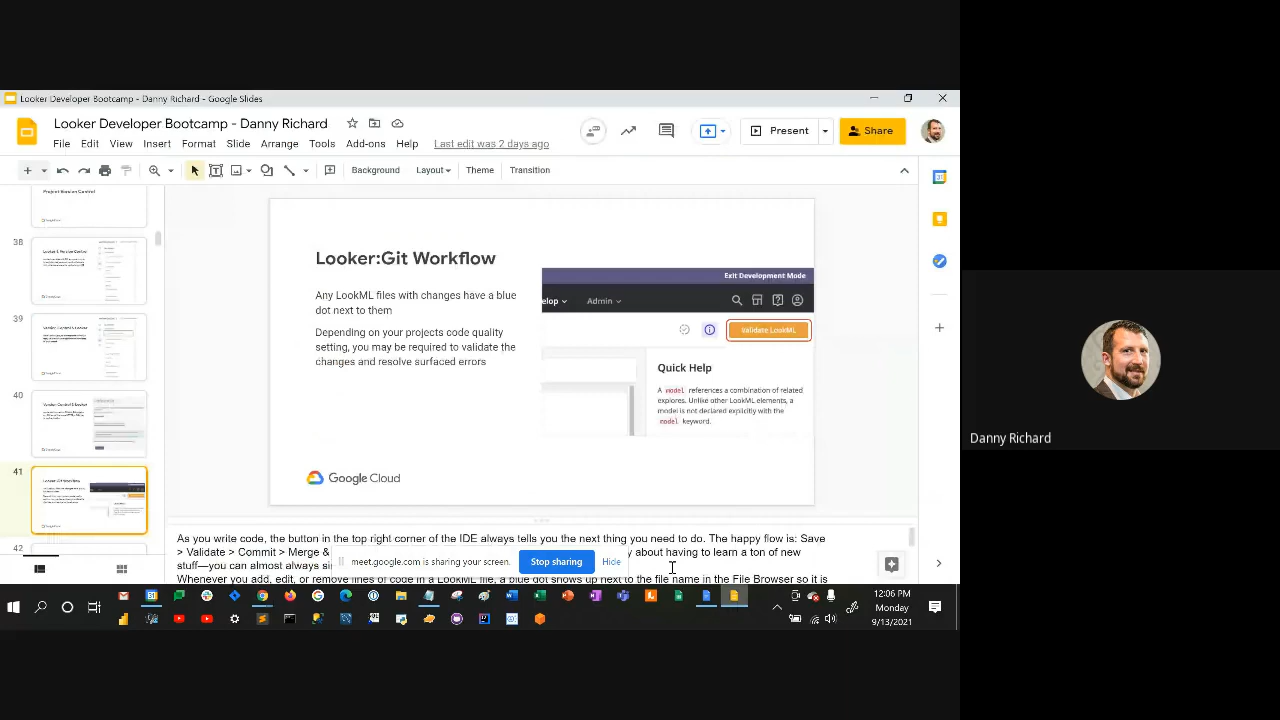 Looker Developer Bootcamp - Danny Richard - Google Slides
Looker Developer Bootcamp - Danny Richard
File Edit View Insert Format Slide Arrange Tools Add-ons Help Last edit was 2 days ago
Present
Share
Background Layout Theme Transition
Project Version Control
38
39
40
41
42
Looker:Git Workflow
Any LookML files with changes have a blue
dot next to them
Depending on your projects code quality
setting, you may be required to validate the
changes and resolve surfaced errors
Exit Development Mode
elop Admin
Validate LookML
Quick Help
A model references a combination of related
explores. Unlike other LookML elements, a
model is not declared explicitly with the
model keyword.
Google Cloud
As you write code, the button in the top right corner of the IDE always tells you the next thing you need to do. The happy flow is: Save
> Validate > Commit > Merge & y about having to learn a ton of new
stuff—you can almost always si
Wherever you add, edit, or remove lines of code in a LookML file, a blue dot shows up next to the file name in the File Browser so it is
meet.google.com is sharing your screen. Stop sharing Hide
12:06 PM
Monday
9/13/2021
Danny Richard